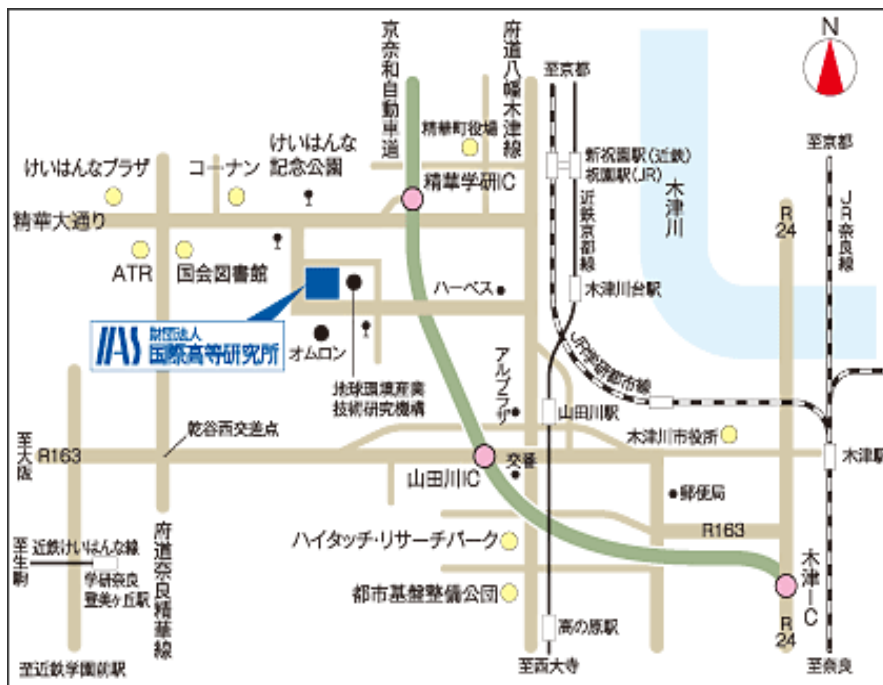 N
京奈和自動車道
府道八幡木津線
至京都
至京都
精華町役場
けいはんな
記念公園
けいはんなプラザ
コーナン
新祝園駅(近鉄)
祝園駅(JR)
精華学研IC
木津川
JR奈良線
近鉄京都線
R
24
精華大通り
ATR
国会図書館
ハーベス
木津川台駅
IIAS
財団法人
国際高等研究所
オムロン
JR学研都市線
地球環境産業
技術研究機構
アルプラザ
山田川駅
乾谷西交差点
木津川市役所
至大阪
R163
山田川IC
交番
木津駅
郵便局
R163
ハイタッチ・リサーチパーク
至生駒
近鉄けいはんな線
学研奈良
登美ヶ丘駅
府道奈良精華線
都市基盤整備公団
木津IC
高の原駅
R
24
至近鉄学園前駅
至西大寺
至奈良